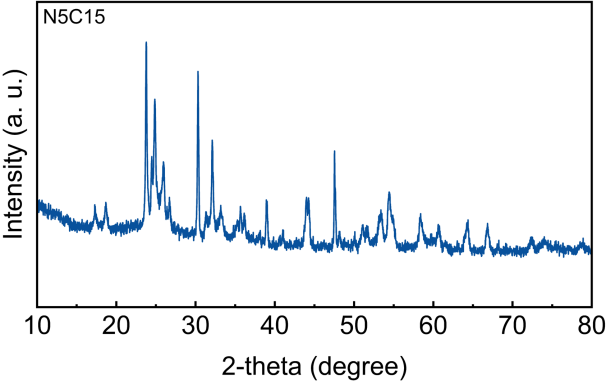 N5C15
Intensity (a. u.)
10 20 30 40 50 60 70 80
2-theta (degree)